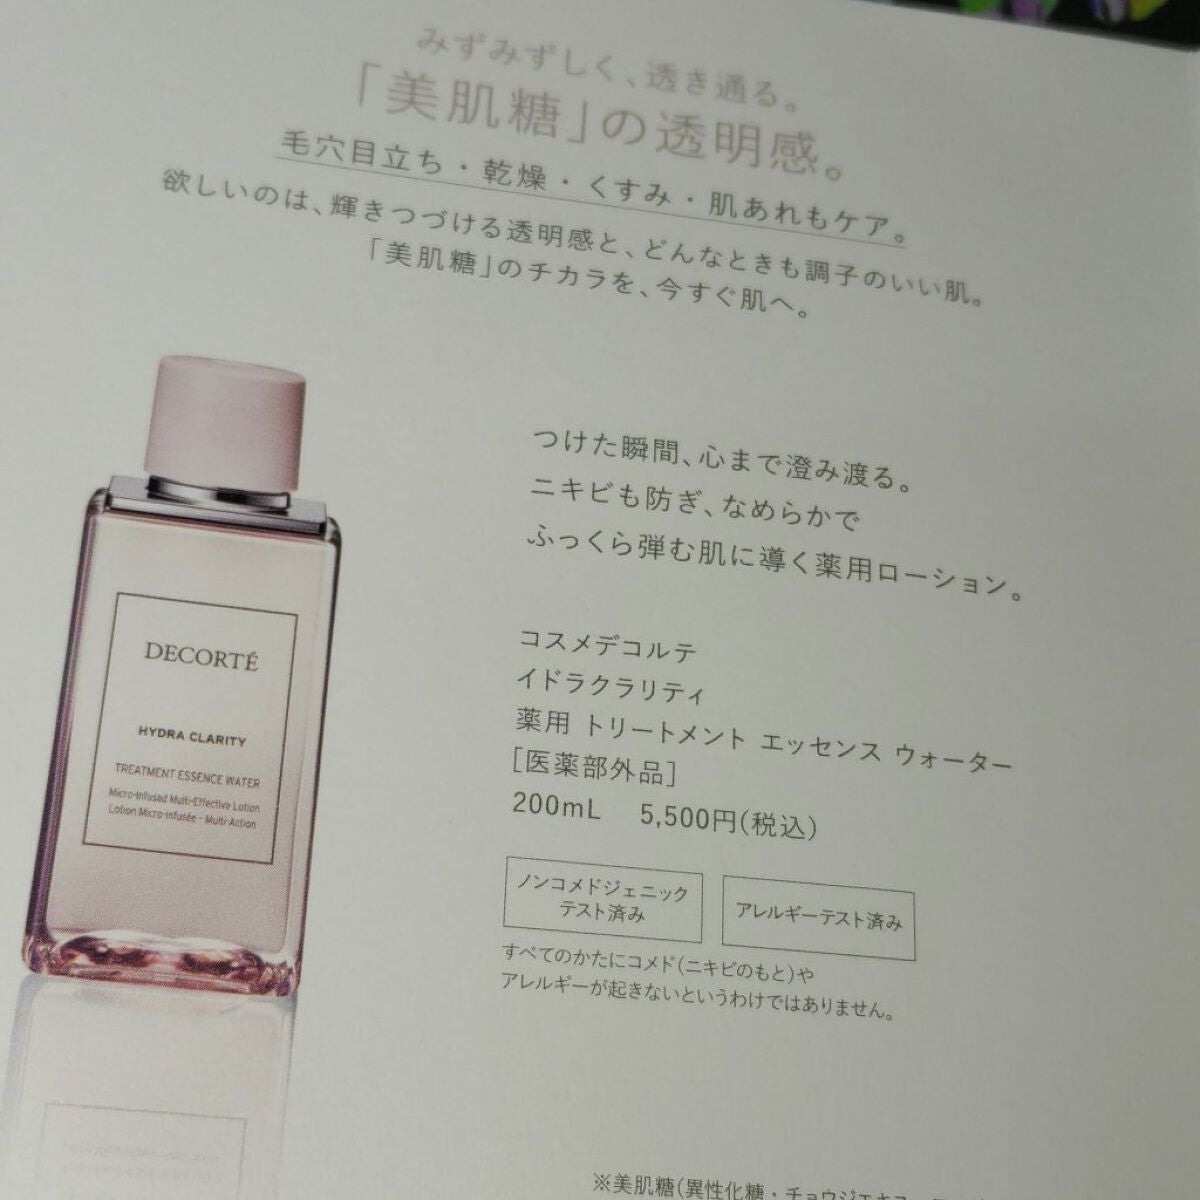 みずみずしく、透き通る。
「美肌糖」の透明感。
毛穴目立ち・乾燥・くすみ・肌あれもケア。
欲しいのは、輝きつづける透明感と、どんなときも調子のいい肌。
「美肌糖」のチカラを、今すぐ肌へ。
つけた瞬間、心まで澄み渡る。
ニキビも防ぎ、なめらかで
ふっくら弾む肌に導く薬用ローション。
コスメデコルテ
イドラクラリティ
薬用 トリートメント エッセンス ウォーター
[医薬部外品]
200mL 5,500円(税込)
ノンコメドジェニック
テスト済み
アレルギーテスト済み
すべてのかたにコメド(ニキビのもと)や
アレルギーが起きないというわけではありません。
DECORTÉ
HYDRA CLARITY
TREATMENT ESSENCE WATER
Micro-Infused Multi-Effective Lotion
Lotion Micro-infusée - Multi-Action
※美肌糖(異性化糖・チョウジエキス